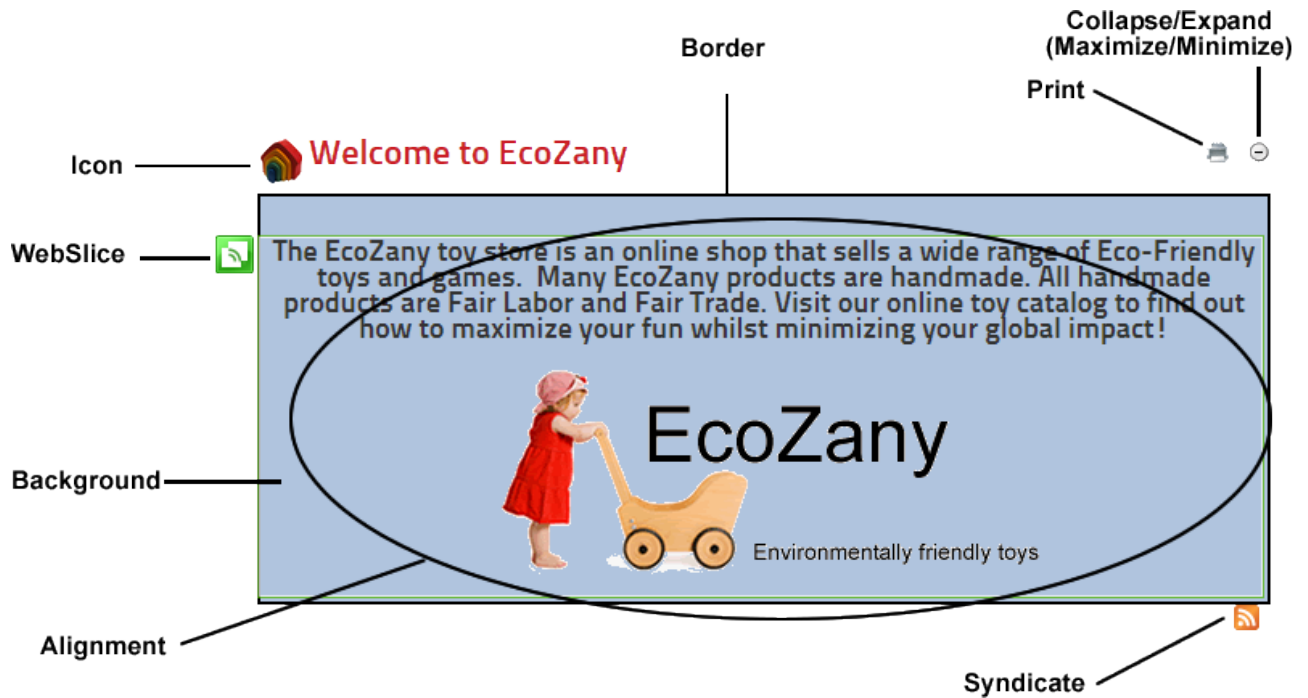 Collapse/Expand
(Maximize/Minimize)
Border
Print
Icon
Welcome to EcoZany
WebSlice
The EcoZany toy store is an online shop that sells a wide range of Eco-Friendly
toys and games.  Many EcoZany products are handmade. All handmade
products are Fair Labor and Fair Trade. Visit our online toy catalog to find out
how to maximize your fun whilst minimizing your global impact!
EcoZany
Background
Environmentally friendly toys
Alignment
Syndicate